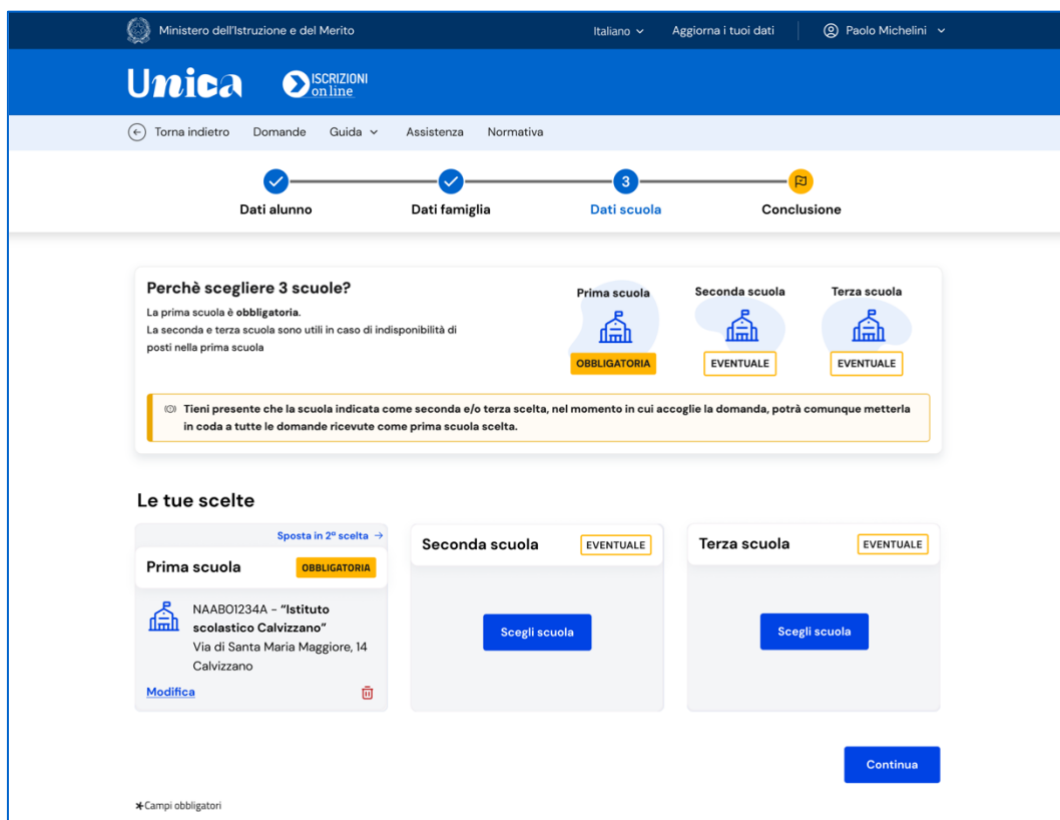 Ministero dell'Istruzione e del Merito
Italiano
Aggiorna i tuoi dati
Paolo Michelini
Unica
ISCRIZIONI
online
Torna indietro
Domande
Guida
Assistenza
Normativa
3
Dati alunno
Dati famiglia
Dati scuola
Conclusione
Perchè scegliere 3 scuole?
La prima scuola è obbligatoria.
La seconda e terza scuola sono utili in caso di indisponibilità di
posti nella prima scuola
Prima scuola
OBBLIGATORIA
Seconda scuola
EVENTUALE
Terza scuola
EVENTUALE
Tieni presente che la scuola indicata come seconda e/o terza scelta, nel momento in cui accoglie la domanda, potrà comunque metterla
in coda a tutte le domande ricevute come prima scuola scelta.
Le tue scelte
Sposta in 2ª scelta →
Prima scuola
OBBLIGATORIA
NAABO1234A - "Istituto
scolastico Calvizzano"
Via di Santa Maria Maggiore, 14
Calvizzano
Modifica
Seconda scuola
EVENTUALE
Scegli scuola
Terza scuola
EVENTUALE
Scegli scuola
Continua
*Campi obbligatori